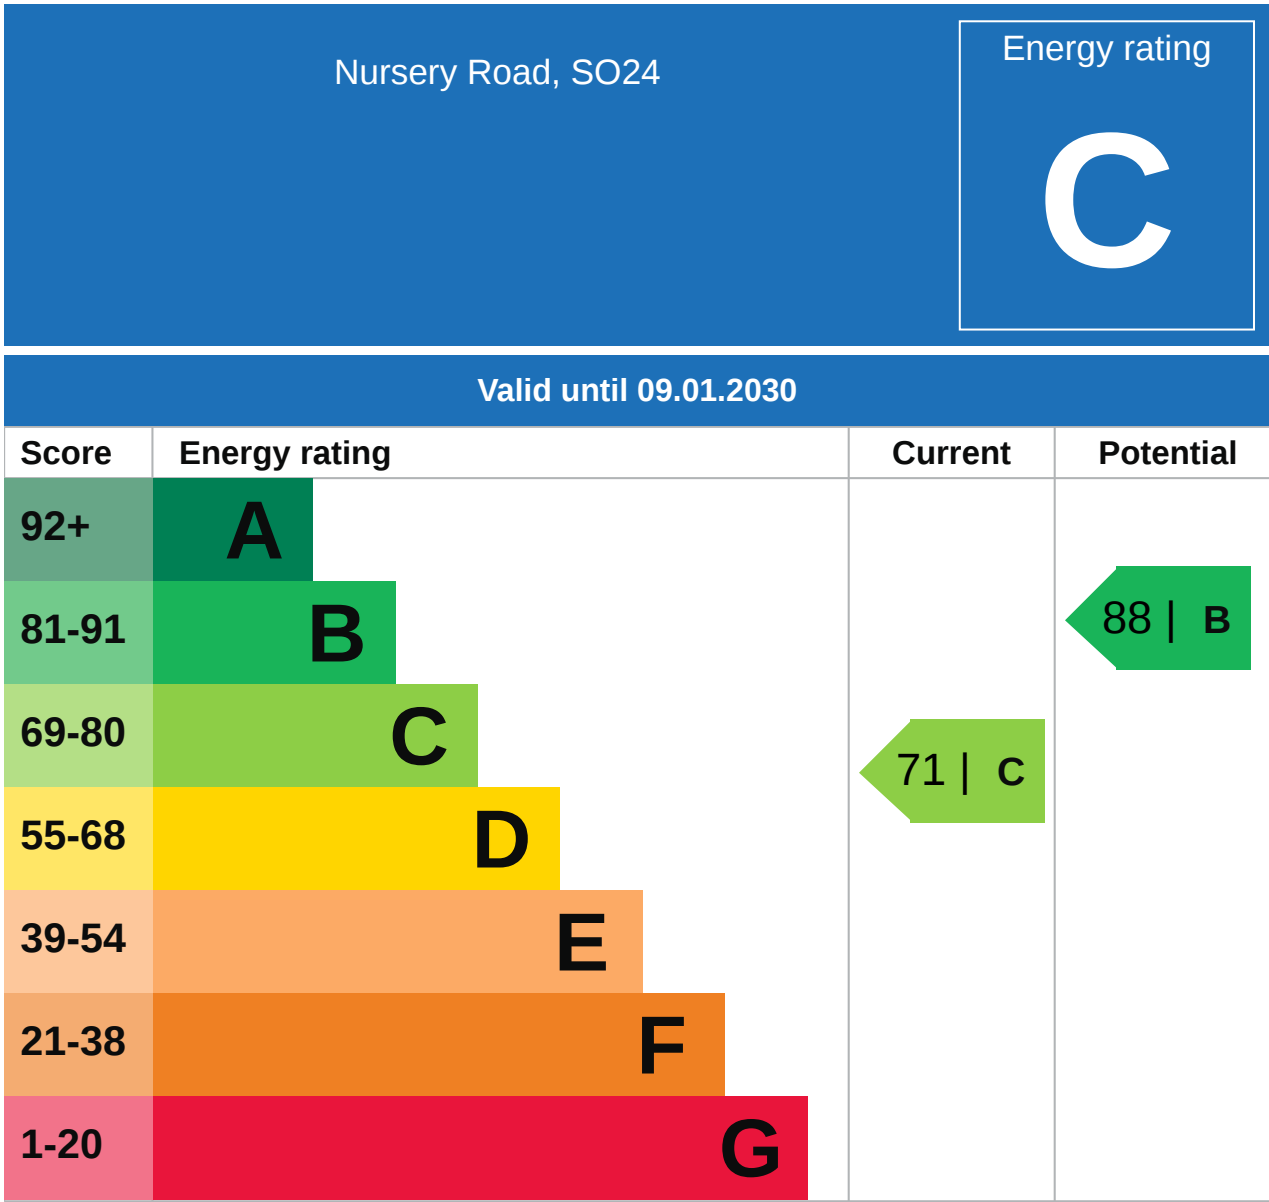 Nursery Road, SO24
Energy rating
C
Valid until 09.01.2030
Score Energy rating Current Potential
92+ A
81-91 B 88 | B
69-80 C 71 | C
55-68 D
39-54 E
21-38 F
1-20 G